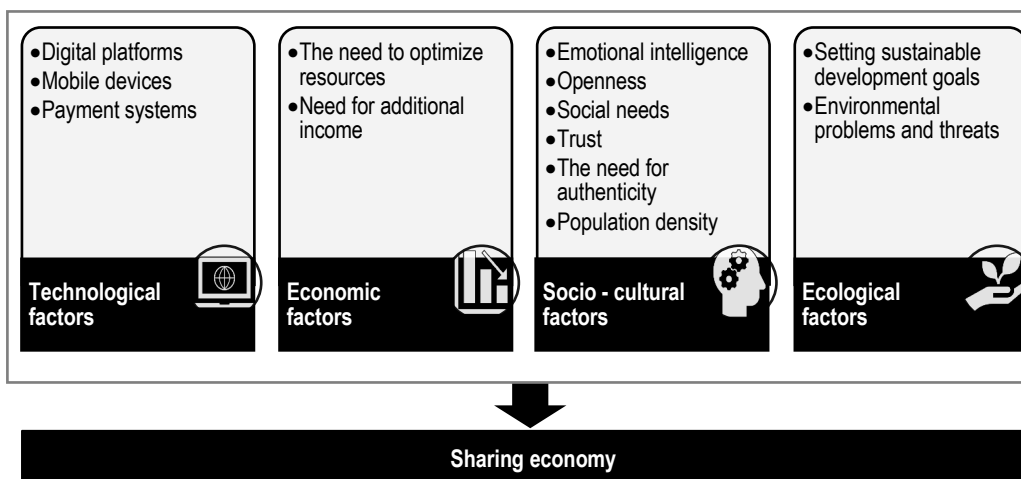 •Digital platforms
•Mobile devices
•Payment systems
Technological
factors
•The need to optimize
resources
•Need for additional
income
Economic
factors
•Emotional intelligence
•Openness
•Social needs
•Trust
•The need for
authenticity
•Population density
Socio - cultural
factors
•Setting sustainable
development goals
•Environmental
problems and threats
Ecological
factors
Sharing economy